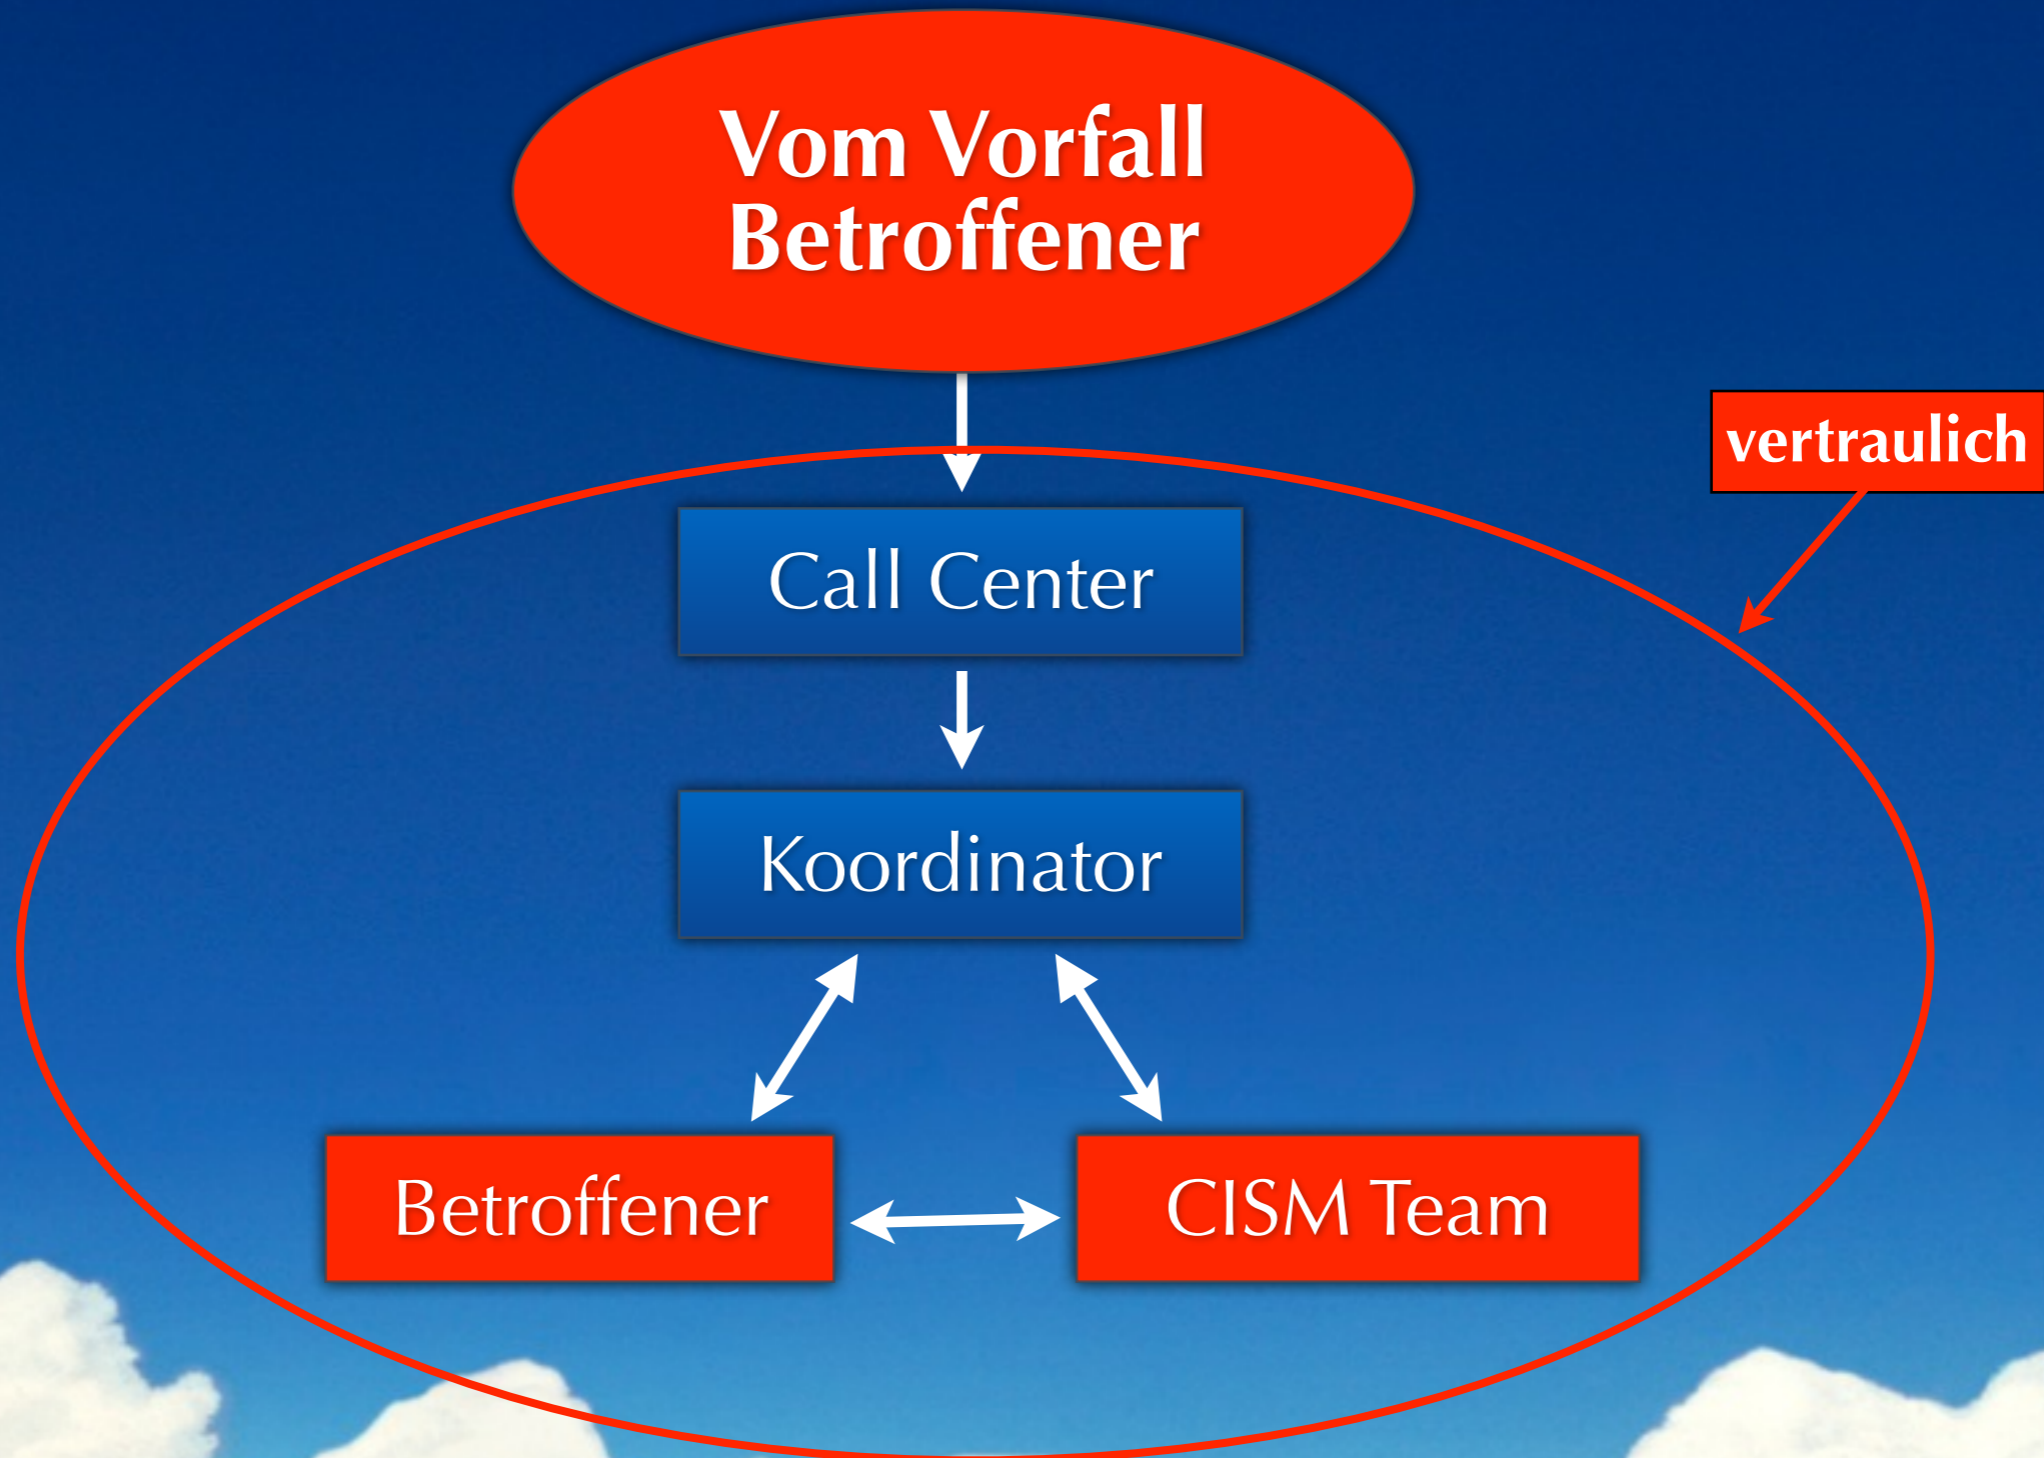 Vom Vorfall
Betroffener
vertraulich
Call Center
Koordinator
Betroffener
CISM Team